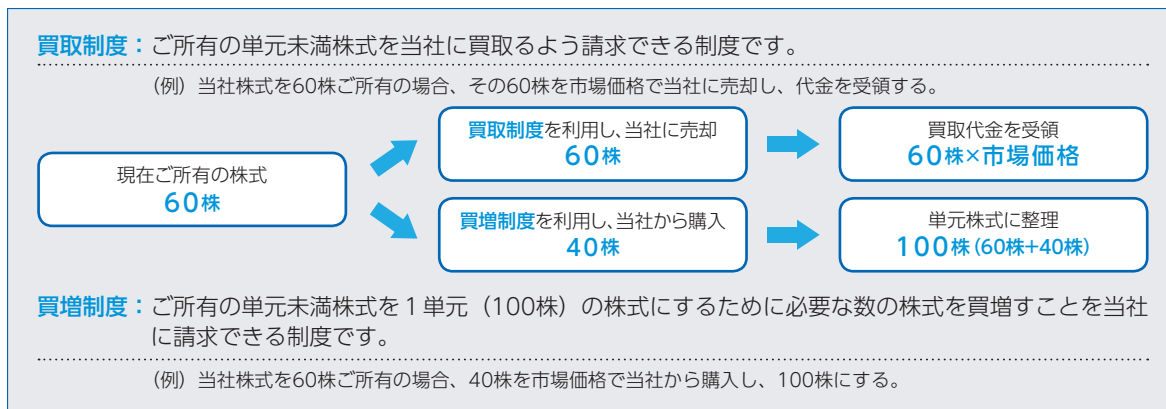 買取制度：ご所有の単元未満株式を当社に買取るよう請求できる制度です。
（例）当社株式を60株ご所有の場合、その60株を市場価格で当社に売却し、代金を受領する。
現在ご所有の株式
60株
買取制度を利用し、当社に売却
60株
買取代金を受領
60株×市場価格
買増制度を利用し、当社から購入
40株
単元株式に整理
100株（60株+40株）
買増制度：ご所有の単元未満株式を１単元（100株）の株式にするために必要な数の株式を買増すことを当社
に請求できる制度です。
（例）当社株式を60株ご所有の場合、40株を市場価格で当社から購入し、100株にする。